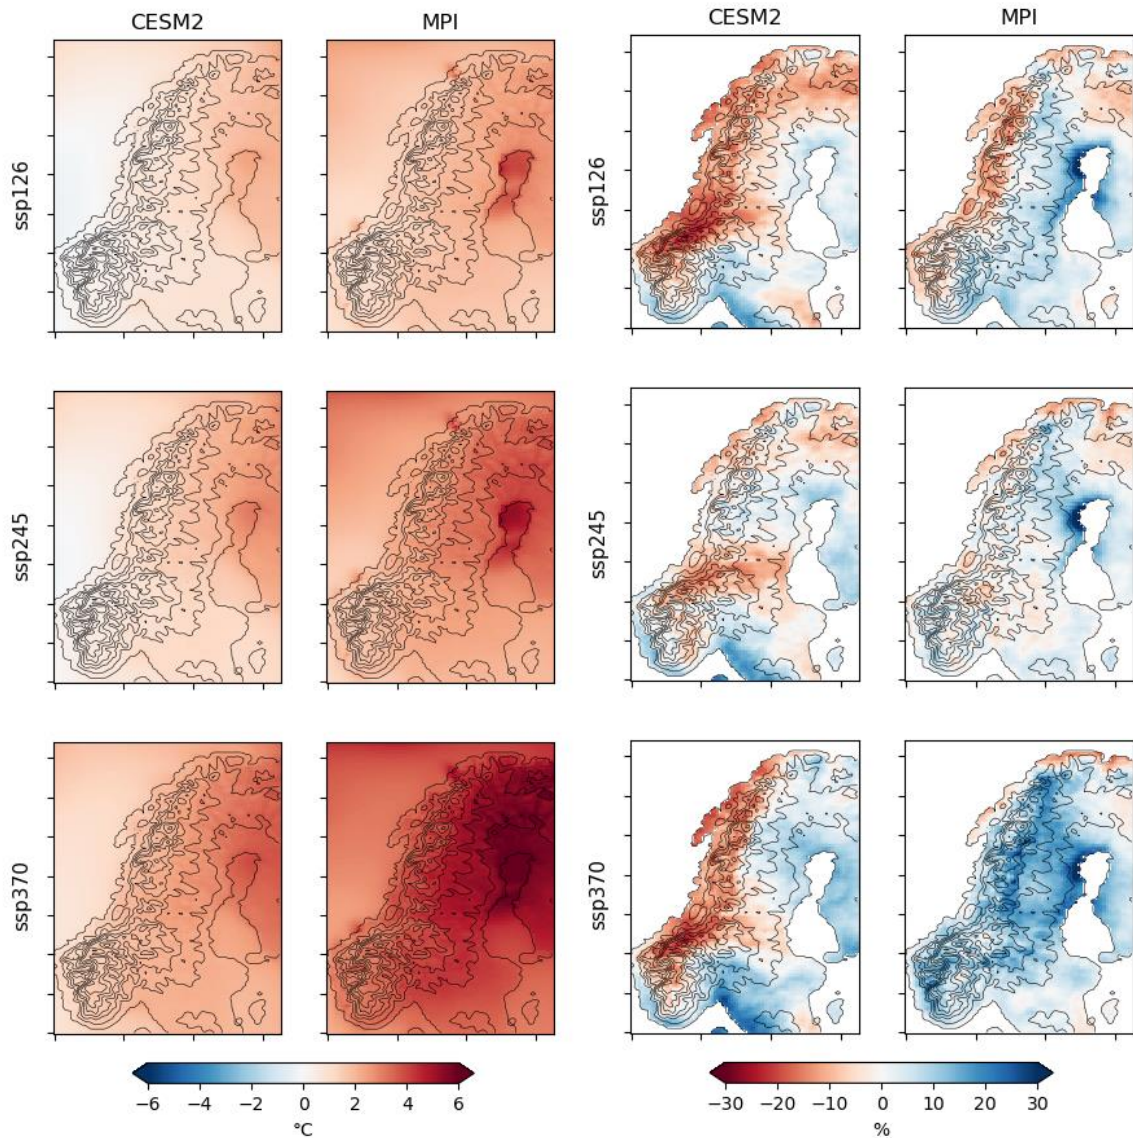 CESM2 MPI CESM2 MPI
ssp126 ssp126
ssp245 ssp245
ssp370 ssp370
−6 −4 −2 0 2 4 6 −30 −20 −10 0 10 20 30
°C %